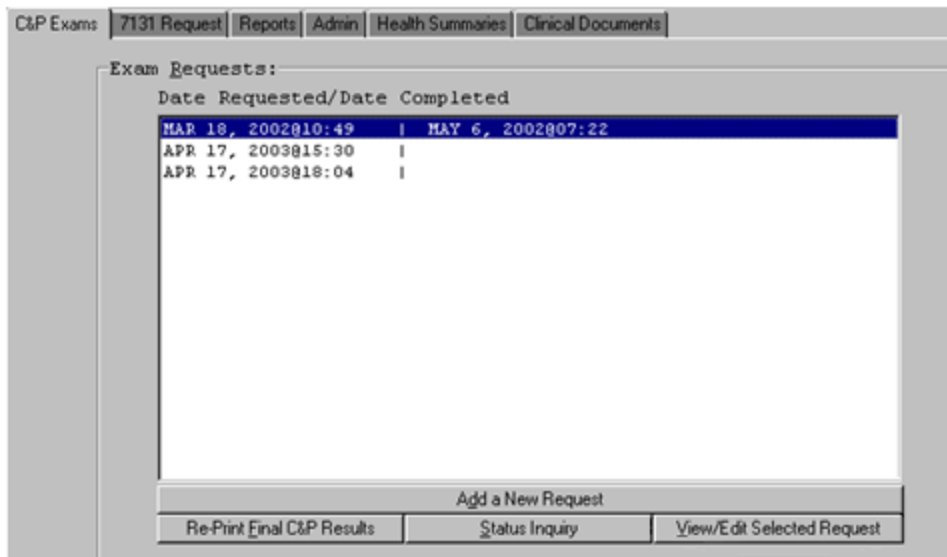 C&P Exams 7131 Request Reports Admin Health Summaries Clinical Documents
Exam Requests:
Date Requested/Date Completed
MAR 18, 2002@10:49 | MAY 6, 2002@07:22
APR 17, 2003@15:30 |
APR 17, 2003@18:04 |
Add a New Request
Re-Print Final C&P Results Status Inquiry View/Edit Selected Request